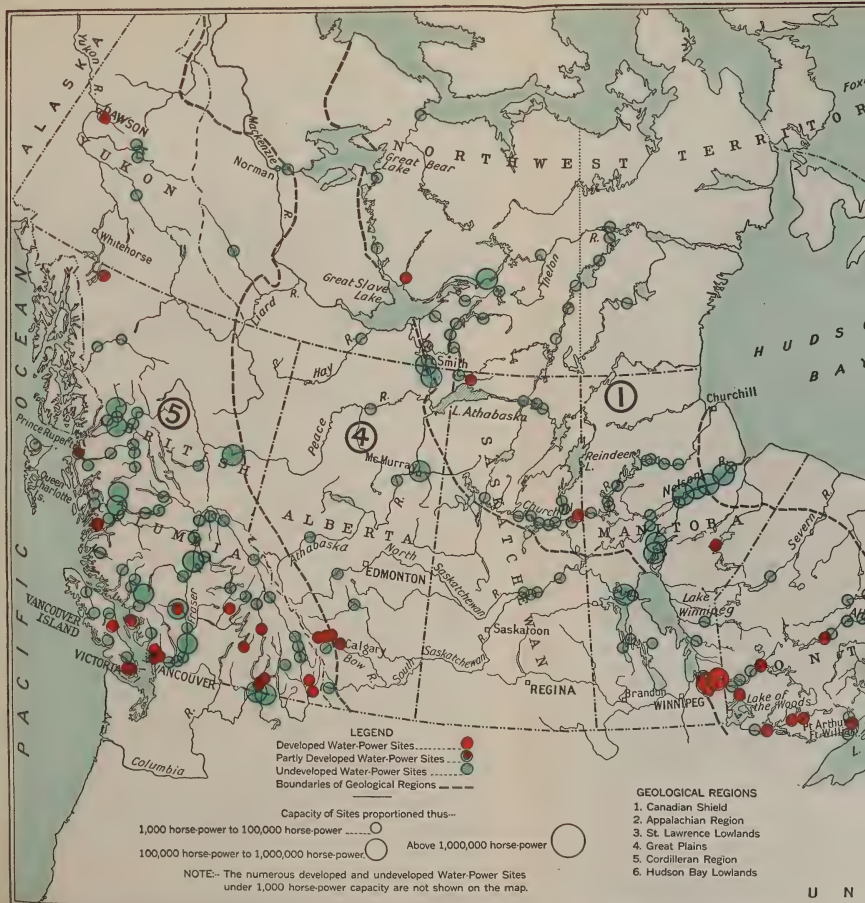 ALASKA
Yukon R.
DAWSON
YUKON
Mackenzie
R.
Norman
Great Bear
Lake
NORTHWEST TERRITOR
Fox
Whitehorse
Great Slave
Lake
Thelon
R.
Liard R.
Hay R.
Smith
L. Athabaska
HUDS
BA
PACIFIC OCEAN
Prince Rupert
Queen
Charlotte
Is.
BRITISH
COLUMBIA
5
4
1
Peace R.
McMurray
R.
ALBERTA
Athabaska
EDMONTON
North
Saskatchewan
R.
SASKATCHEWAN
Reindeer
L.
Churchill
R.
Churchill
Nelson R.
MANITOBA
Severn R.
Lake
Winnipeg
ONT
Fraser
VANCOUVER
ISLAND
VICTORIA
VANCOUVER
Calgary
Bow R.
South
Saskatchewan
R.
Saskatoon
REGINA
Brandon
WINNIPEG
Lake of
the Woods
Pt Arthur
Ft William
L.
Columbia
LEGEND
Developed Water-Power Sites
Partly Developed Water-Power Sites
Undeveloped Water-Power Sites
Boundaries of Geological Regions
Capacity of Sites proportioned thus--
1,000 horse-power to 100,000 horse-power
100,000 horse-power to 1,000,000 horse-power.
Above 1,000,000 horse-power
NOTE:- The numerous developed and undeveloped Water-Power Sites
under 1,000 horse-power capacity are not shown on the map.
GEOLOGICAL REGIONS
1. Canadian Shield
2. Appalachian Region
3. St. Lawrence Lowlands
4. Great Plains
5. Cordilleran Region
6. Hudson Bay Lowlands
U N